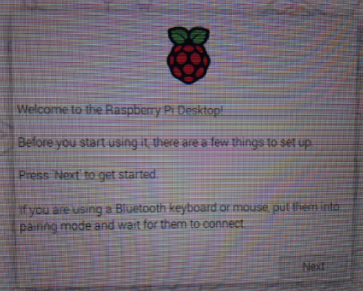 Welcome to the Raspberry Pi Desktop!
Before you start using it, there are a few things to set up.
Press 'Next' to get started.
If you are using a Bluetooth keyboard or mouse, put them into
pairing mode and wait for them to connect.
Next